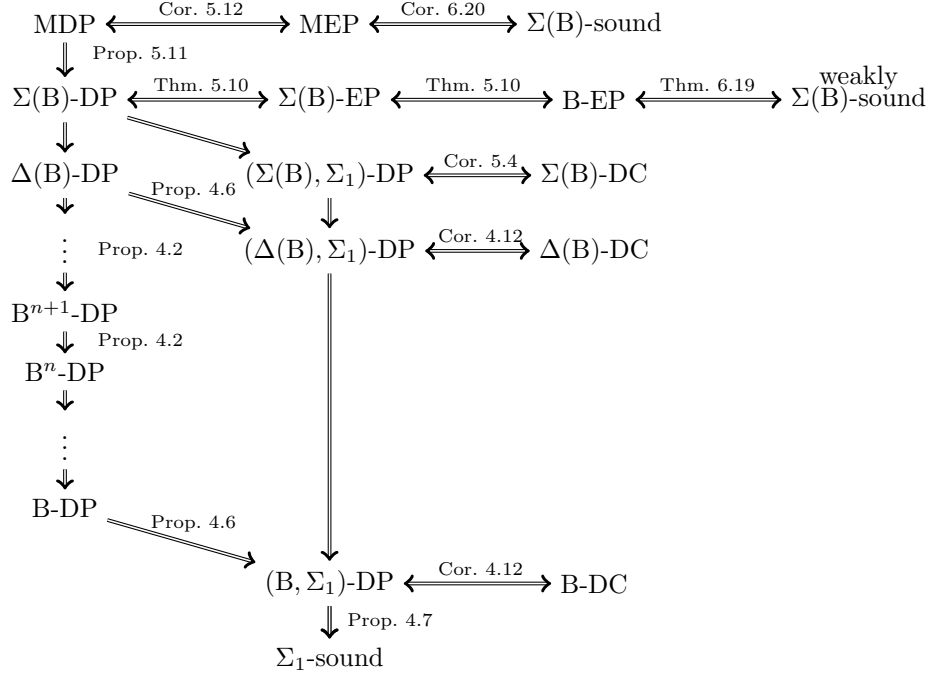 MDP Cor. 5.12 MEP Cor. 6.20 Σ(B)-sound
Prop. 5.11
Σ(B)-DP Thm. 5.10 Σ(B)-EP Thm. 5.10 B-EP Thm. 6.19 weakly
Σ(B)-sound
Δ(B)-DP Prop. 4.6 (Σ(B), Σ₁)-DP Cor. 5.4 Σ(B)-DC
⋮ Prop. 4.2 (Δ(B), Σ₁)-DP Cor. 4.12 Δ(B)-DC
Bⁿ⁺¹-DP
Prop. 4.2
Bⁿ-DP
⋮
B-DP Prop. 4.6
(B, Σ₁)-DP Cor. 4.12 B-DC
Prop. 4.7
Σ₁-sound